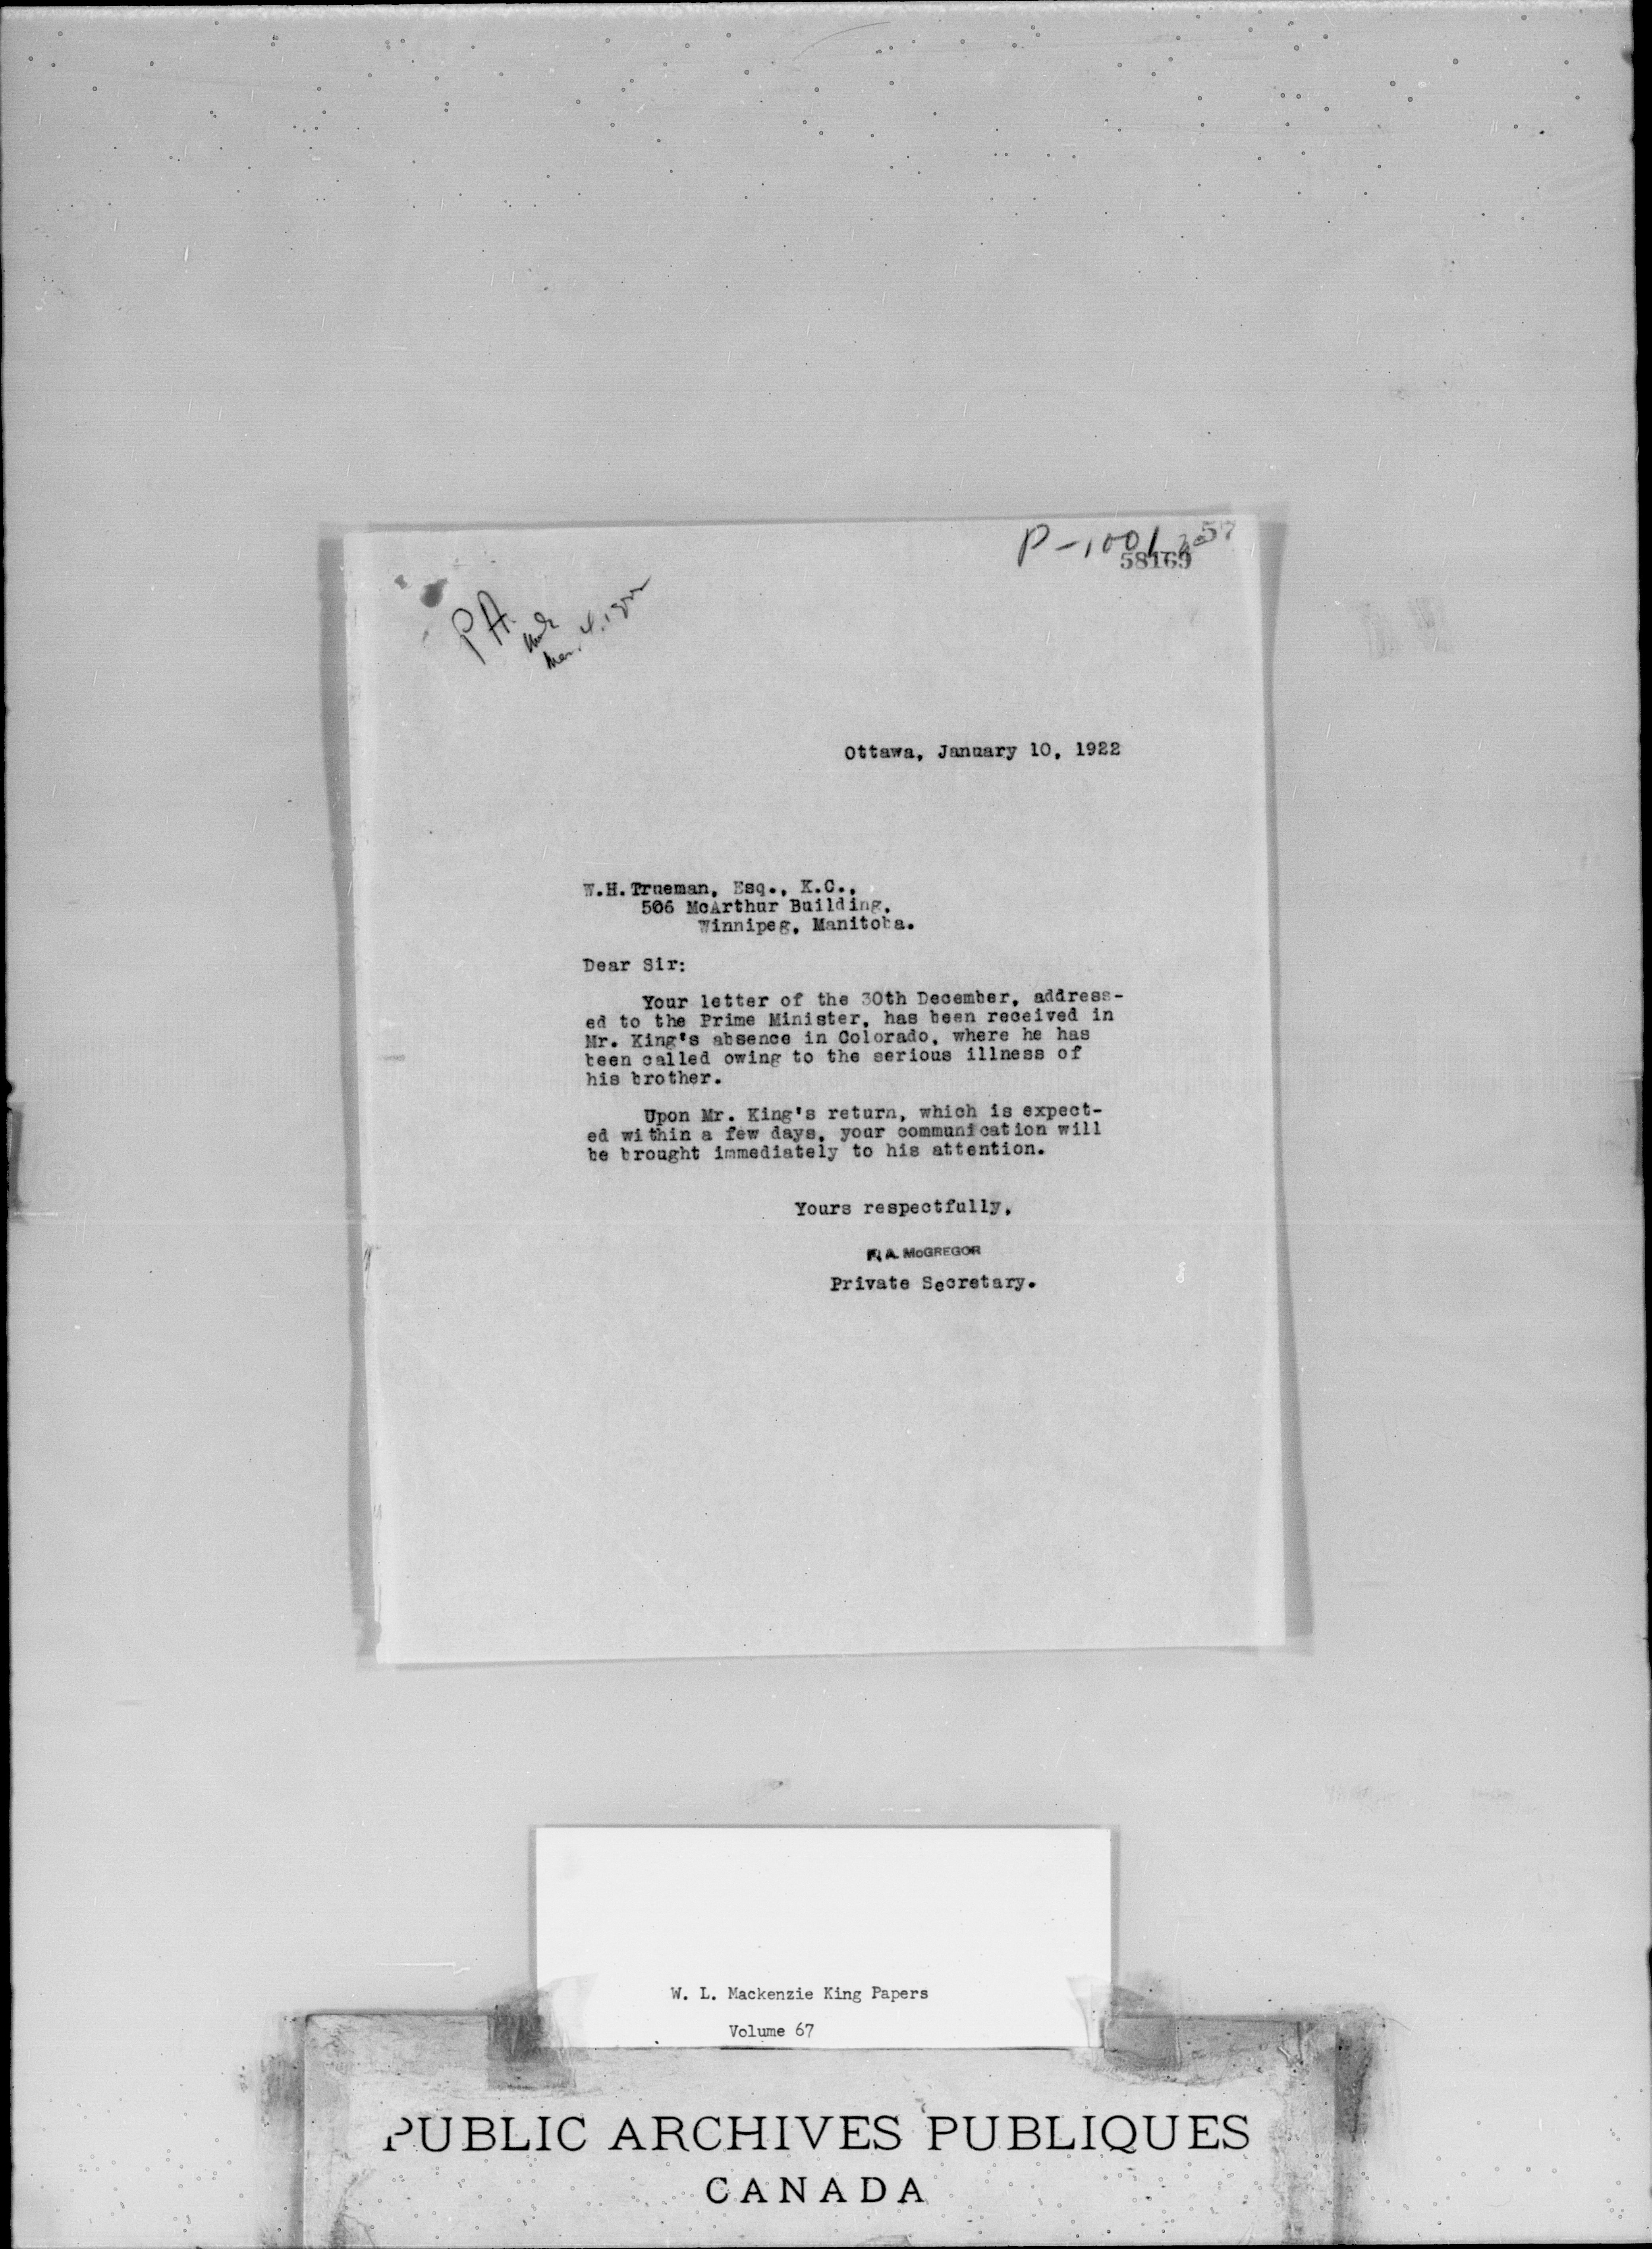 P-1001
58169
P.A.
Ottawa, January 10, 1922
W.H. Trueman, Esq., K.C.,
506 McArthur Building,
Winnipeg, Manitoba.
Dear Sir:
Your letter of the 30th December, address-
ed to the Prime Minister, has been received in
Mr. King's absence in Colorado, where he has
been called owing to the serious illness of
his brother.
Upon Mr. King's return, which is expect-
ed within a few days, your communication will
be brought immediately to his attention.
Yours respectfully,
F. A. McGREGOR
Private Secretary.
W. L. Mackenzie King Papers
Volume 67
PUBLIC ARCHIVES PUBLIQUES
CANADA